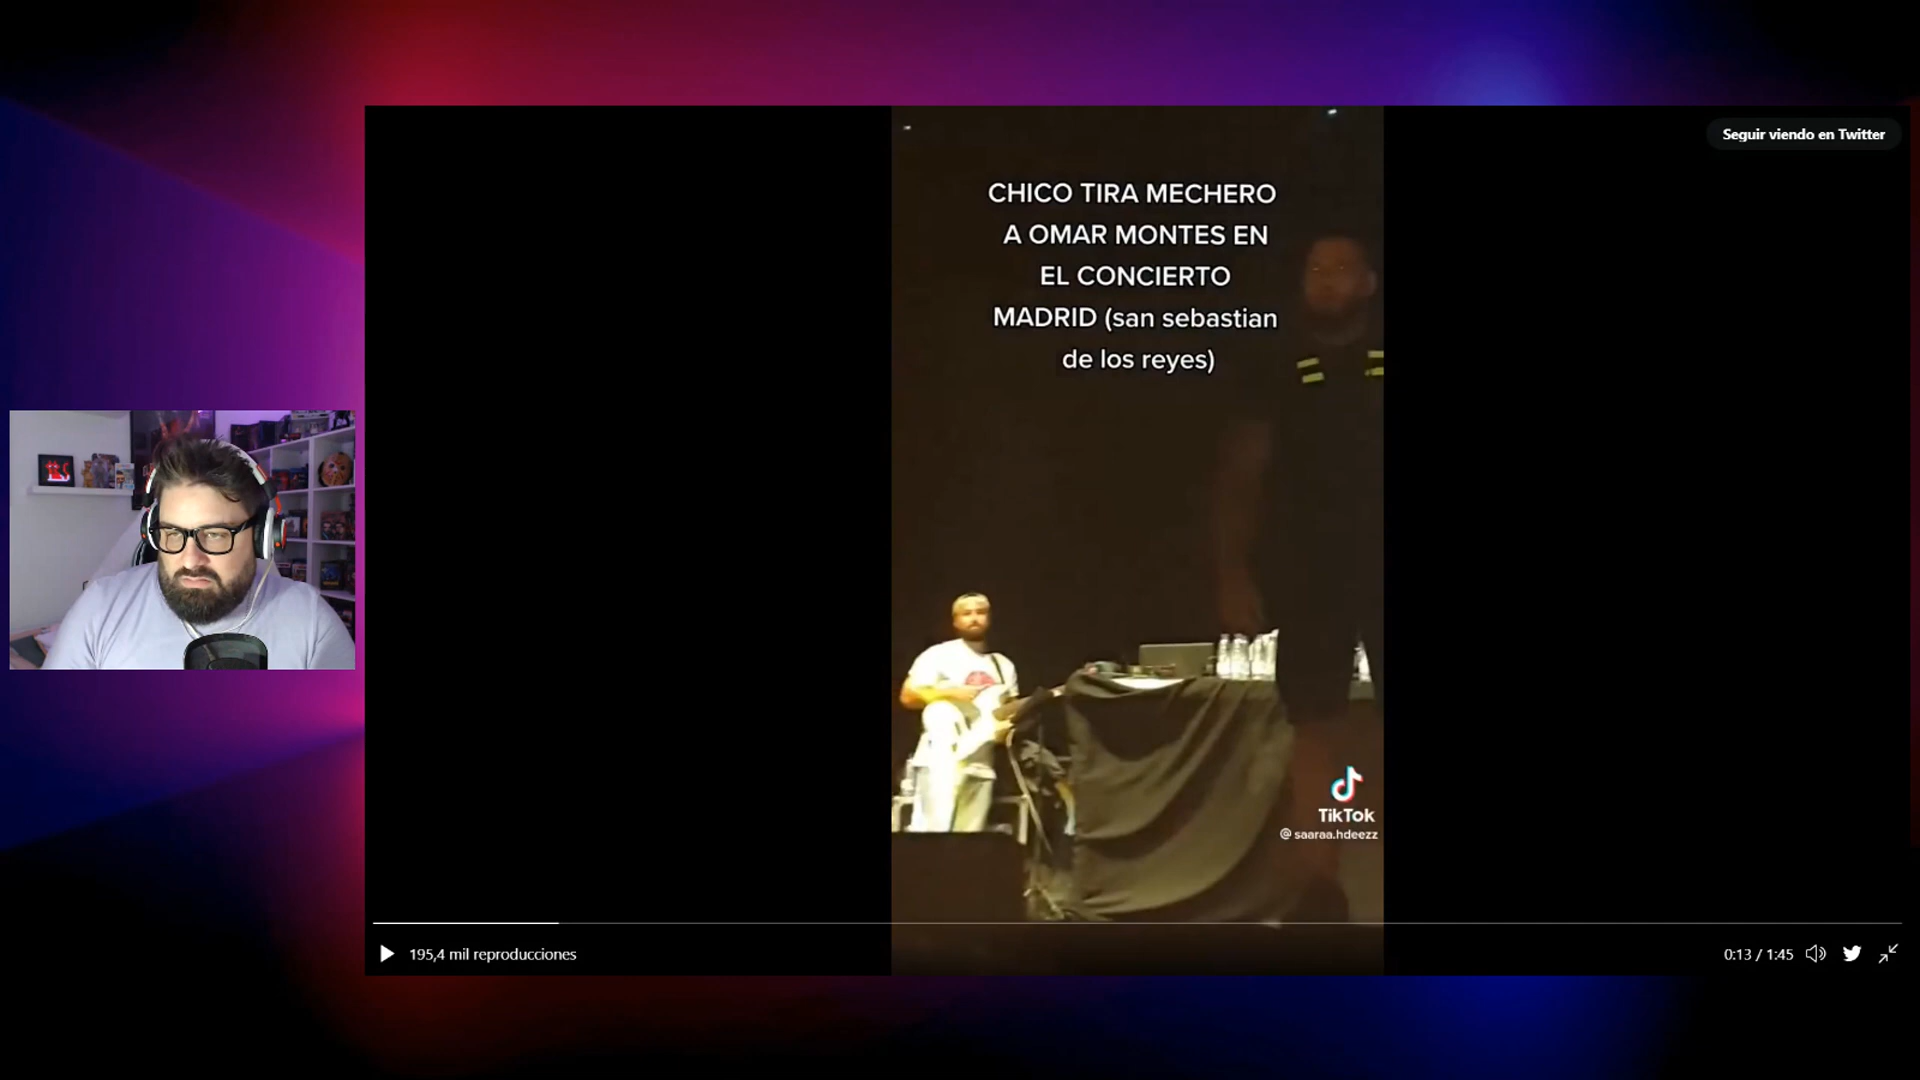 Seguir viendo en Twitter
CHICO TIRA MECHERO
A OMAR MONTES EN
EL CONCIERTO
MADRID (san sebastian
de los reyes)
TikTok
@ saaraa.hdeezz
195,4 mil reproducciones
0:13 / 1:45